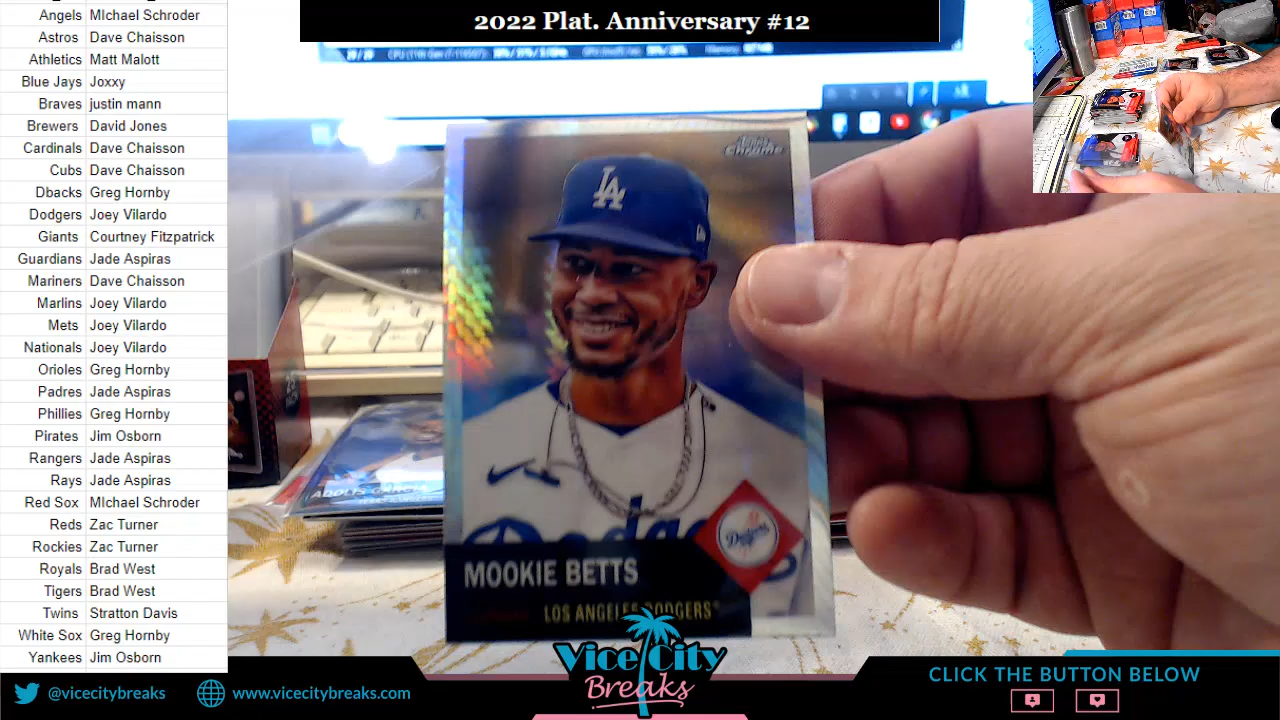 2022 Plat. Anniversary #12
Angels MIchael Schroder
Astros Dave Chaisson
Athletics Matt Malott
Blue Jays Joxxy
Braves justin mann
Brewers David Jones
Cardinals Dave Chaisson
Cubs Dave Chaisson
Dbacks Greg Hornby
Dodgers Joey Vilardo
Giants Courtney Fitzpatrick
Guardians Jade Aspiras
Mariners Dave Chaisson
Marlins Joey Vilardo
Mets Joey Vilardo
Nationals Joey Vilardo
Orioles Greg Hornby
Padres Jade Aspiras
Phillies Greg Hornby
Pirates Jim Osborn
Rangers Jade Aspiras
Rays Jade Aspiras
Red Sox MIchael Schroder
Reds Zac Turner
Rockies Zac Turner
Royals Brad West
Tigers Brad West
Twins Stratton Davis
White Sox Greg Hornby
Yankees Jim Osborn
Chrome
LA
Dodgers
Dodgers
MOOKIE BETTS
LOS ANGELES DODGERS
ADOLIS
Vice City
Breaks
@vicecitybreaks
www.vicecitybreaks.com
CLICK THE BUTTON BELOW